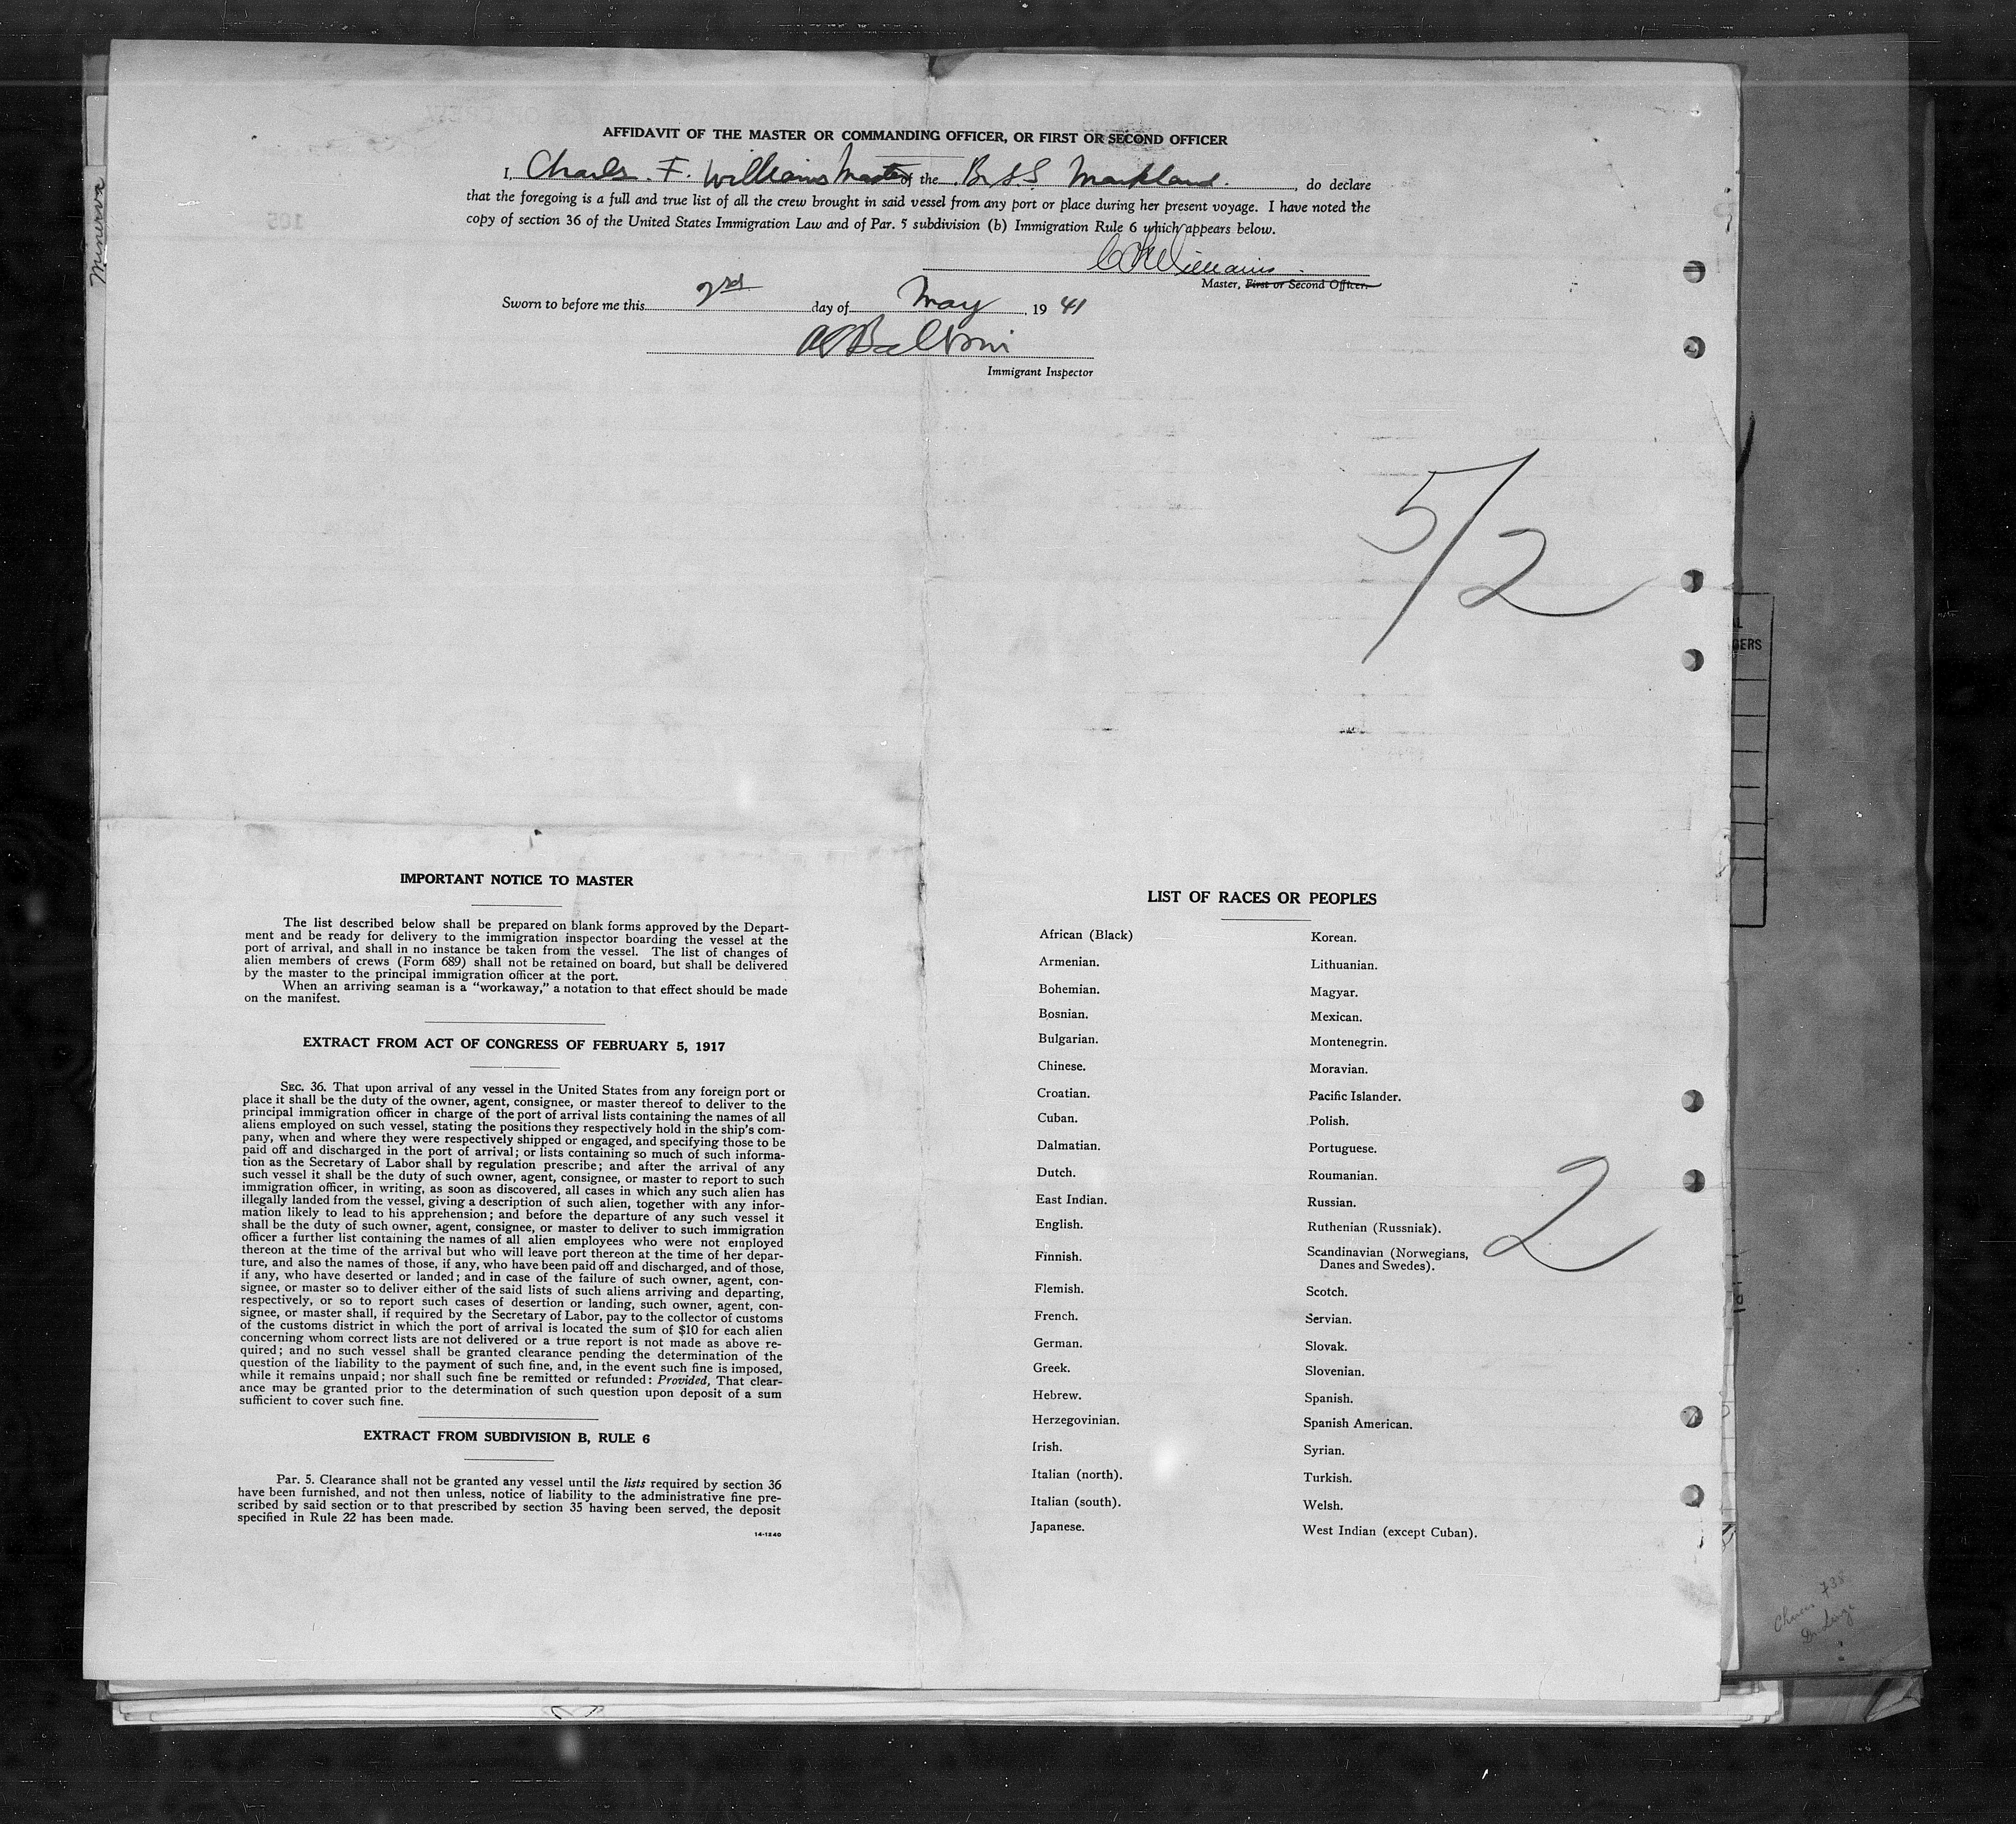 AFFIDAVIT OF THE MASTER OR COMMANDING OFFICER, OR FIRST OR SECOND OFFICER
I, Charles. F. Williams Master of the Br S.S. Markland., do declare
that the foregoing is a full and true list of all the crew brought in said vessel from any port or place during her present voyage. I have noted the
copy of section 36 of the United States Immigration Law and of Par. 5 subdivision (b) Immigration Rule 6 which appears below.
C F Williams.
Master, First or Second Officer.
Sworn to before me this 2nd day of May, 19 41
Immigrant Inspector
Minerva
105
5/2
GERS
IMPORTANT NOTICE TO MASTER
The list described below shall be prepared on blank forms approved by the Depart-
ment and be ready for delivery to the immigration inspector boarding the vessel at the
port of arrival, and shall in no instance be taken from the vessel. The list of changes of
alien members of crews (Form 689) shall not be retained on board, but shall be delivered
by the master to the principal immigration officer at the port.
When an arriving seaman is a "workaway," a notation to that effect should be made
on the manifest.
EXTRACT FROM ACT OF CONGRESS OF FEBRUARY 5, 1917
SEC. 36. That upon arrival of any vessel in the United States from any foreign port or
place it shall be the duty of the owner, agent, consignee, or master thereof to deliver to the
principal immigration officer in charge of the port of arrival lists containing the names of all
aliens employed on such vessel, stating the positions they respectively hold in the ship's com-
pany, when and where they were respectively shipped or engaged, and specifying those to be
paid off and discharged in the port of arrival; or lists containing so much of such informa-
tion as the Secretary of Labor shall by regulation prescribe; and after the arrival of any
such vessel it shall be the duty of such owner, agent, consignee, or master to report to such
immigration officer, in writing, as soon as discovered, all cases in which any such alien has
illegally landed from the vessel, giving a description of such alien, together with any infor-
mation likely to lead to his apprehension; and before the departure of any such vessel it
shall be the duty of such owner, agent, consignee, or master to deliver to such immigration
officer a further list containing the names of all alien employees who were not employed
thereon at the time of the arrival but who will leave port thereon at the time of her depar-
ture, and also the names of those, if any, who have been paid off and discharged, and of those,
if any, who have deserted or landed; and in case of the failure of such owner, agent, con-
signee, or master so to deliver either of the said lists of such aliens arriving and departing,
respectively, or so to report such cases of desertion or landing, such owner, agent, con-
signee, or master shall, if required by the Secretary of Labor, pay to the collector of customs
of the customs district in which the port of arrival is located the sum of $10 for each alien
concerning whom correct lists are not delivered or a true report is not made as above re-
quired; and no such vessel shall be granted clearance pending the determination of the
question of the liability to the payment of such fine, and, in the event such fine is imposed,
while it remains unpaid; nor shall such fine be remitted or refunded: Provided, That clear-
ance may be granted prior to the determination of such question upon deposit of a sum
sufficient to cover such fine.
EXTRACT FROM SUBDIVISION B, RULE 6
Par. 5. Clearance shall not be granted any vessel until the lists required by section 36
have been furnished, and not then unless, notice of liability to the administrative fine pre-
scribed by said section or to that prescribed by section 35 having been served, the deposit
specified in Rule 22 has been made.
14-1240
LIST OF RACES OR PEOPLES
African (Black)
Armenian.
Bohemian.
Bosnian.
Bulgarian.
Chinese.
Croatian.
Cuban.
Dalmatian.
Dutch.
East Indian.
English.
Finnish.
Flemish.
French.
German.
Greek.
Hebrew.
Herzegovinian.
Irish.
Italian (north).
Italian (south).
Japanese.
Korean.
Lithuanian.
Magyar.
Mexican.
Montenegrin.
Moravian.
Pacific Islander.
Polish.
Portuguese.
Roumanian.
Russian.
Ruthenian (Russniak).
Scandinavian (Norwegians,
Danes and Swedes).
Scotch.
Servian.
Slovak.
Slovenian.
Spanish.
Spanish American.
Syrian.
Turkish.
Welsh.
West Indian (except Cuban).
2
738